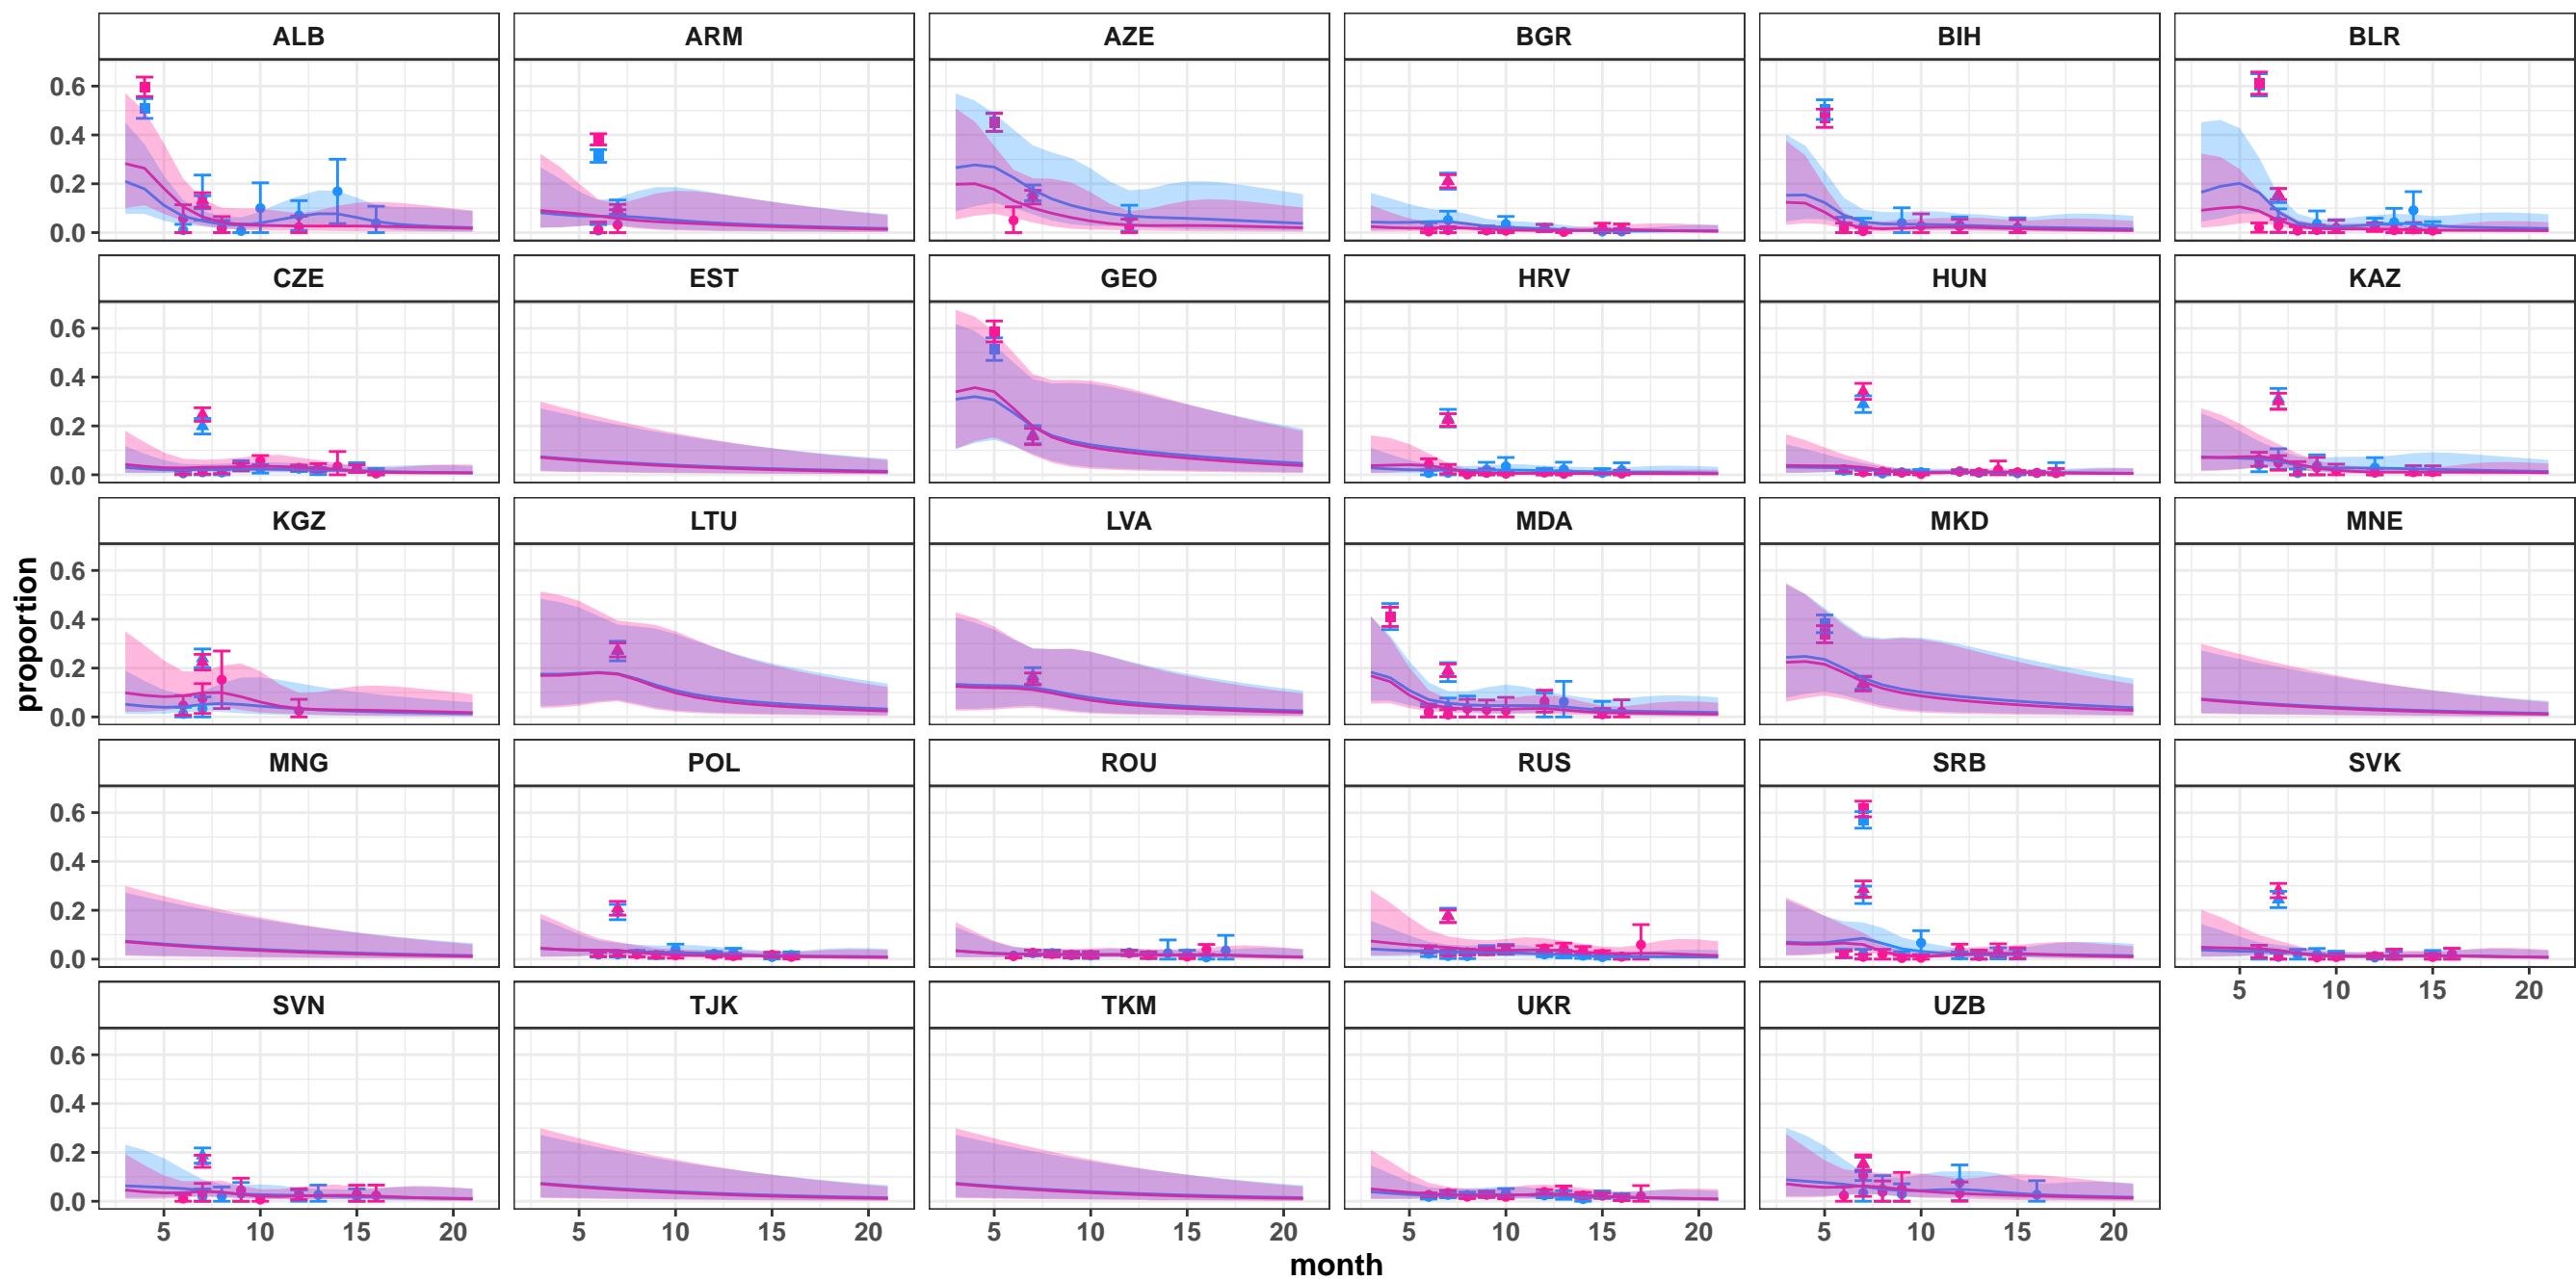 ALB ARM AZE BGR BIH BLR
0.6
0.4
0.2
0.0
CZE EST GEO HRV HUN KAZ
0.6
0.4
0.2
0.0
KGZ LTU LVA MDA MKD MNE
0.6
0.4
0.2
0.0
proportion
MNG POL ROU RUS SRB SVK
0.6
0.4
0.2
0.0
5 10 15 20
SVN TJK TKM UKR UZB
0.6
0.4
0.2
0.0
5 10 15 20 5 10 15 20 5 10 15 20 5 10 15 20 5 10 15 20
month